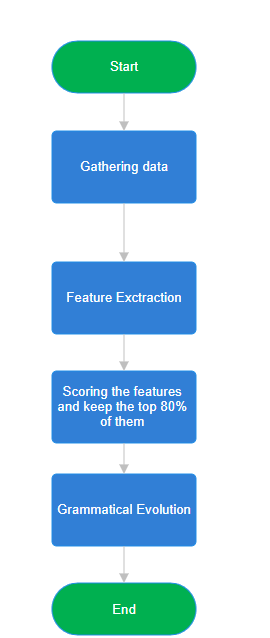 Start
Gathering data
Feature Exctraction
Scoring the features
and keep the top 80%
of them
Grammatical Evolution
End